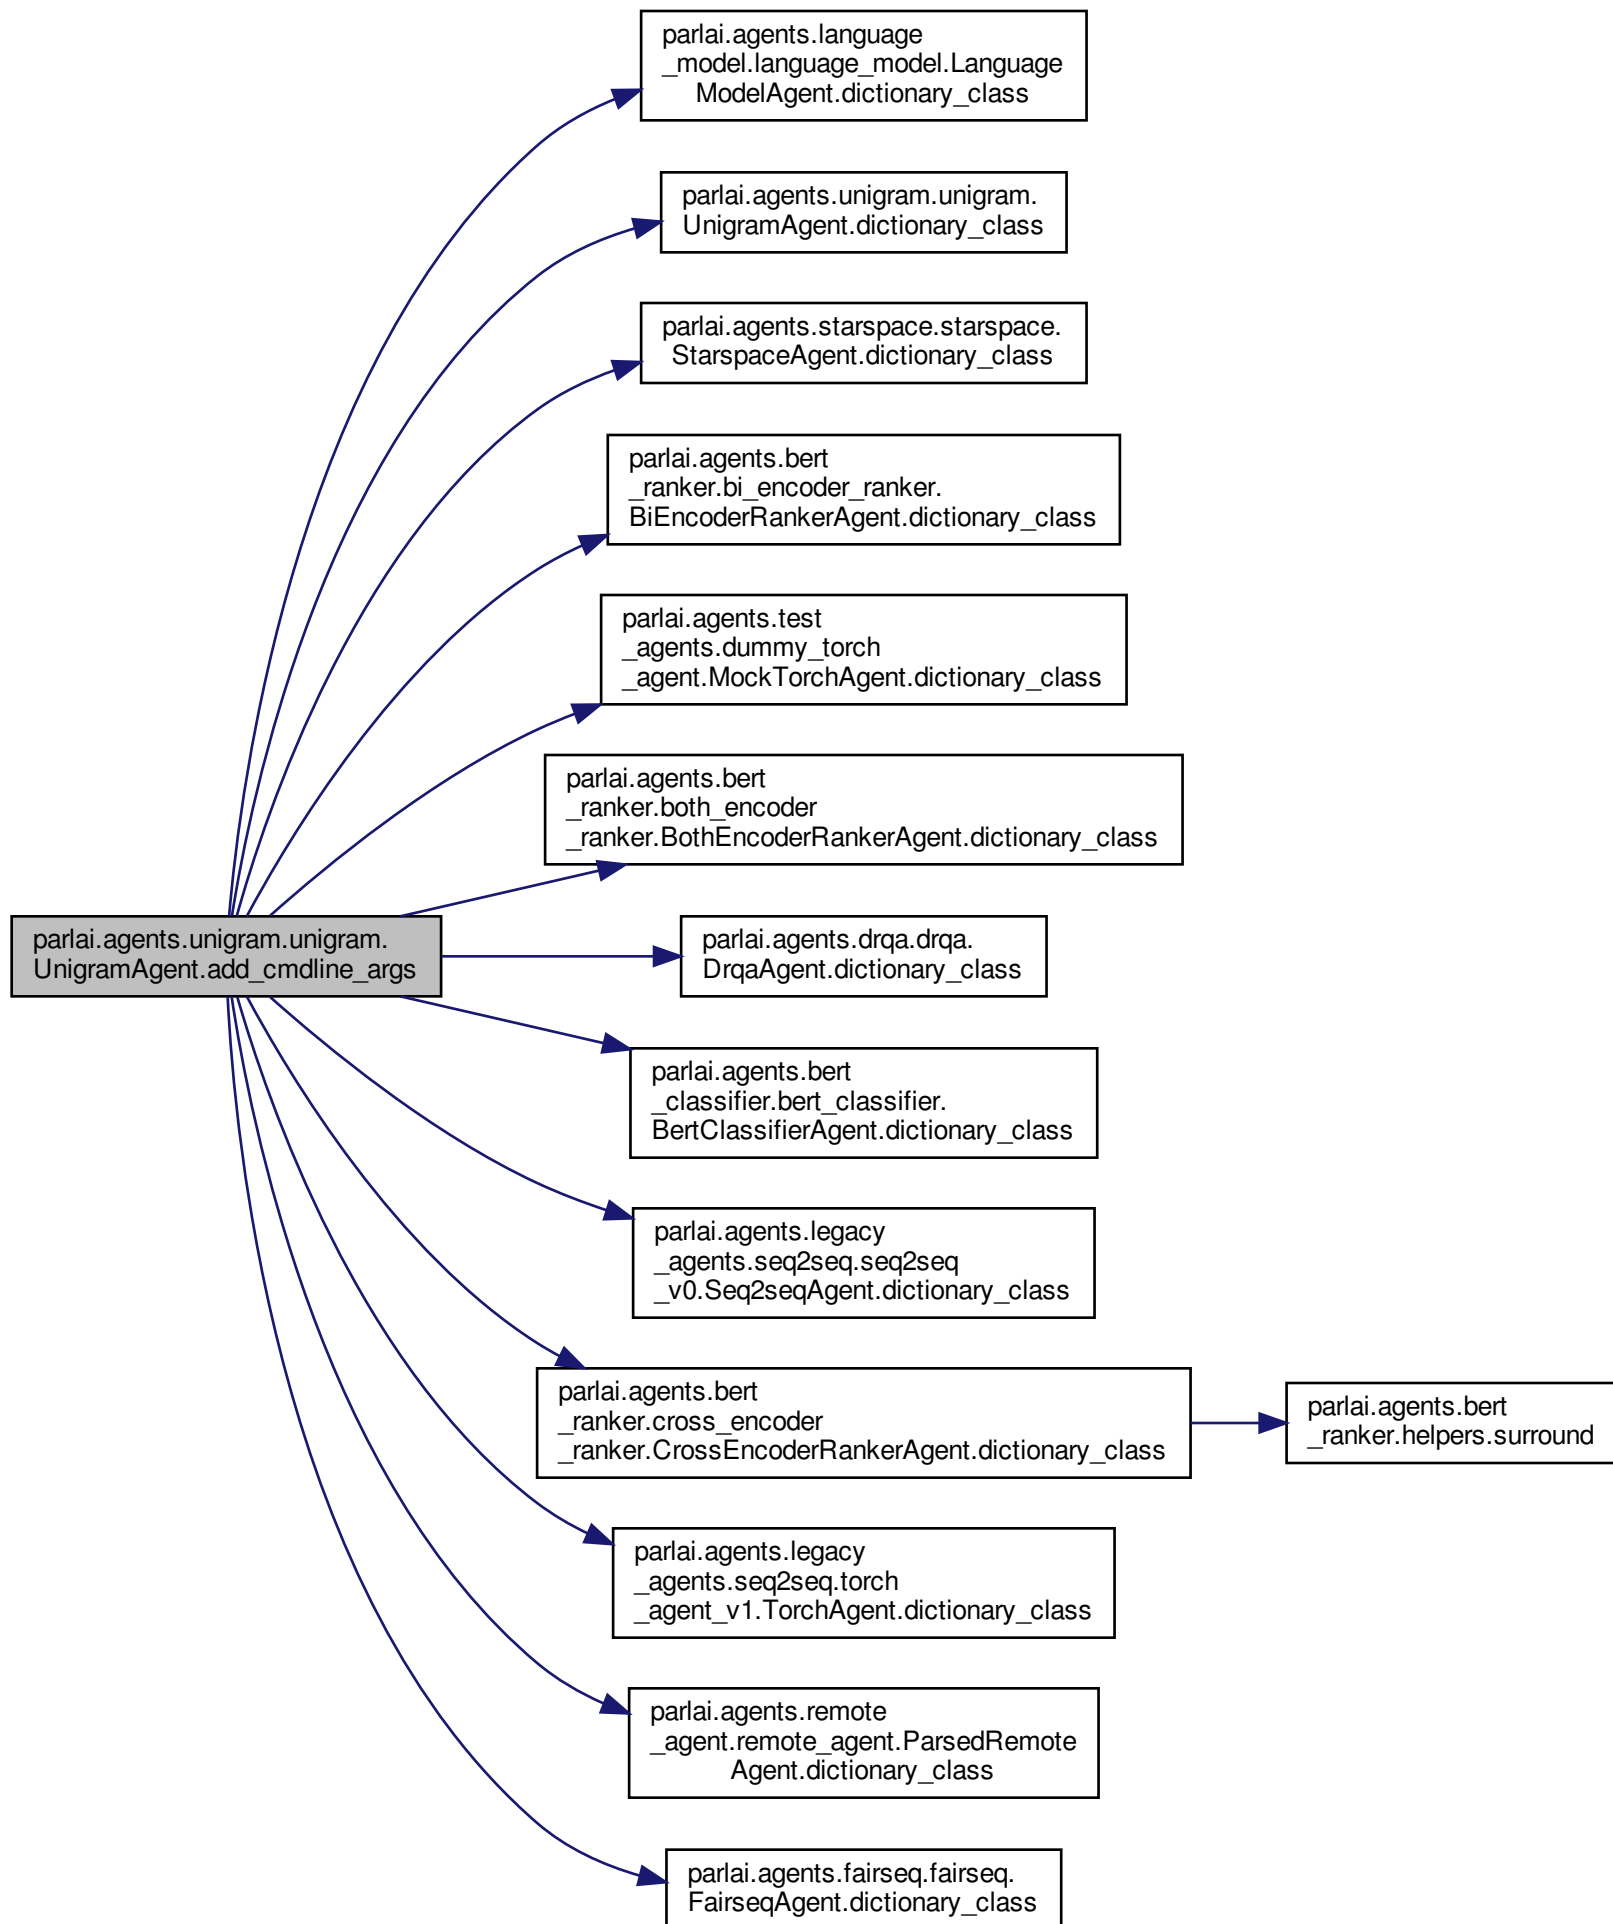 parlai.agents.language
_model.language_model.Language
ModelAgent.dictionary_class
parlai.agents.unigram.unigram.
UnigramAgent.dictionary_class
parlai.agents.starspace.starspace.
StarspaceAgent.dictionary_class
parlai.agents.bert
_ranker.bi_encoder_ranker.
BiEncoderRankerAgent.dictionary_class
parlai.agents.test
_agents.dummy_torch
_agent.MockTorchAgent.dictionary_class
parlai.agents.bert
_ranker.both_encoder
_ranker.BothEncoderRankerAgent.dictionary_class
parlai.agents.unigram.unigram.
UnigramAgent.add_cmdline_args
parlai.agents.drqa.drqa.
DrqaAgent.dictionary_class
parlai.agents.bert
_classifier.bert_classifier.
BertClassifierAgent.dictionary_class
parlai.agents.legacy
_agents.seq2seq.seq2seq
_v0.Seq2seqAgent.dictionary_class
parlai.agents.bert
_ranker.cross_encoder
_ranker.CrossEncoderRankerAgent.dictionary_class
parlai.agents.bert
_ranker.helpers.surround
parlai.agents.legacy
_agents.seq2seq.torch
_agent_v1.TorchAgent.dictionary_class
parlai.agents.remote
_agent.remote_agent.ParsedRemote
Agent.dictionary_class
parlai.agents.fairseq.fairseq.
FairseqAgent.dictionary_class